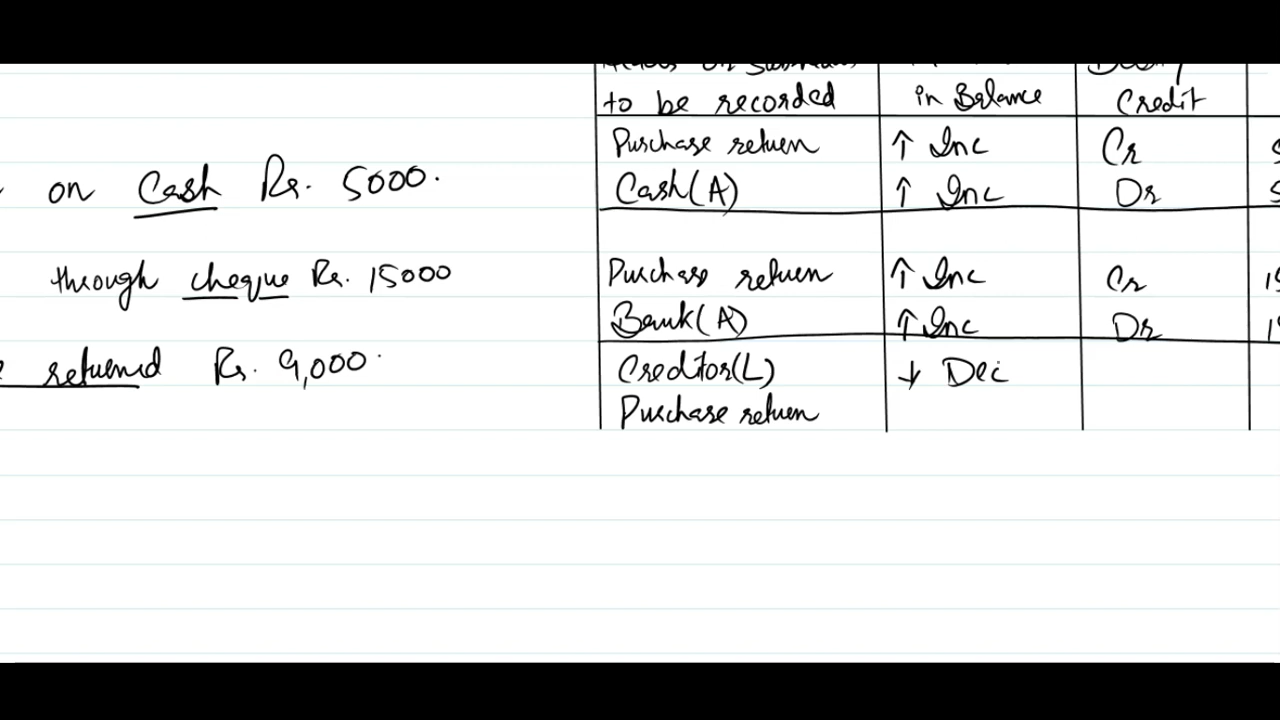 to be recorded
in Balance
Credit
Purchase return
↑ Inc
Cr
on Cash Rs. 5000.
Cash(A)
↑ Inc
Dr
through cheque Rs. 15000
Purchase return
↑ Inc
Cr
Bank(A)
↑ Inc
Dr
returned Rs. 9,000
Creditor(L)
↓ Dec
Purchase return